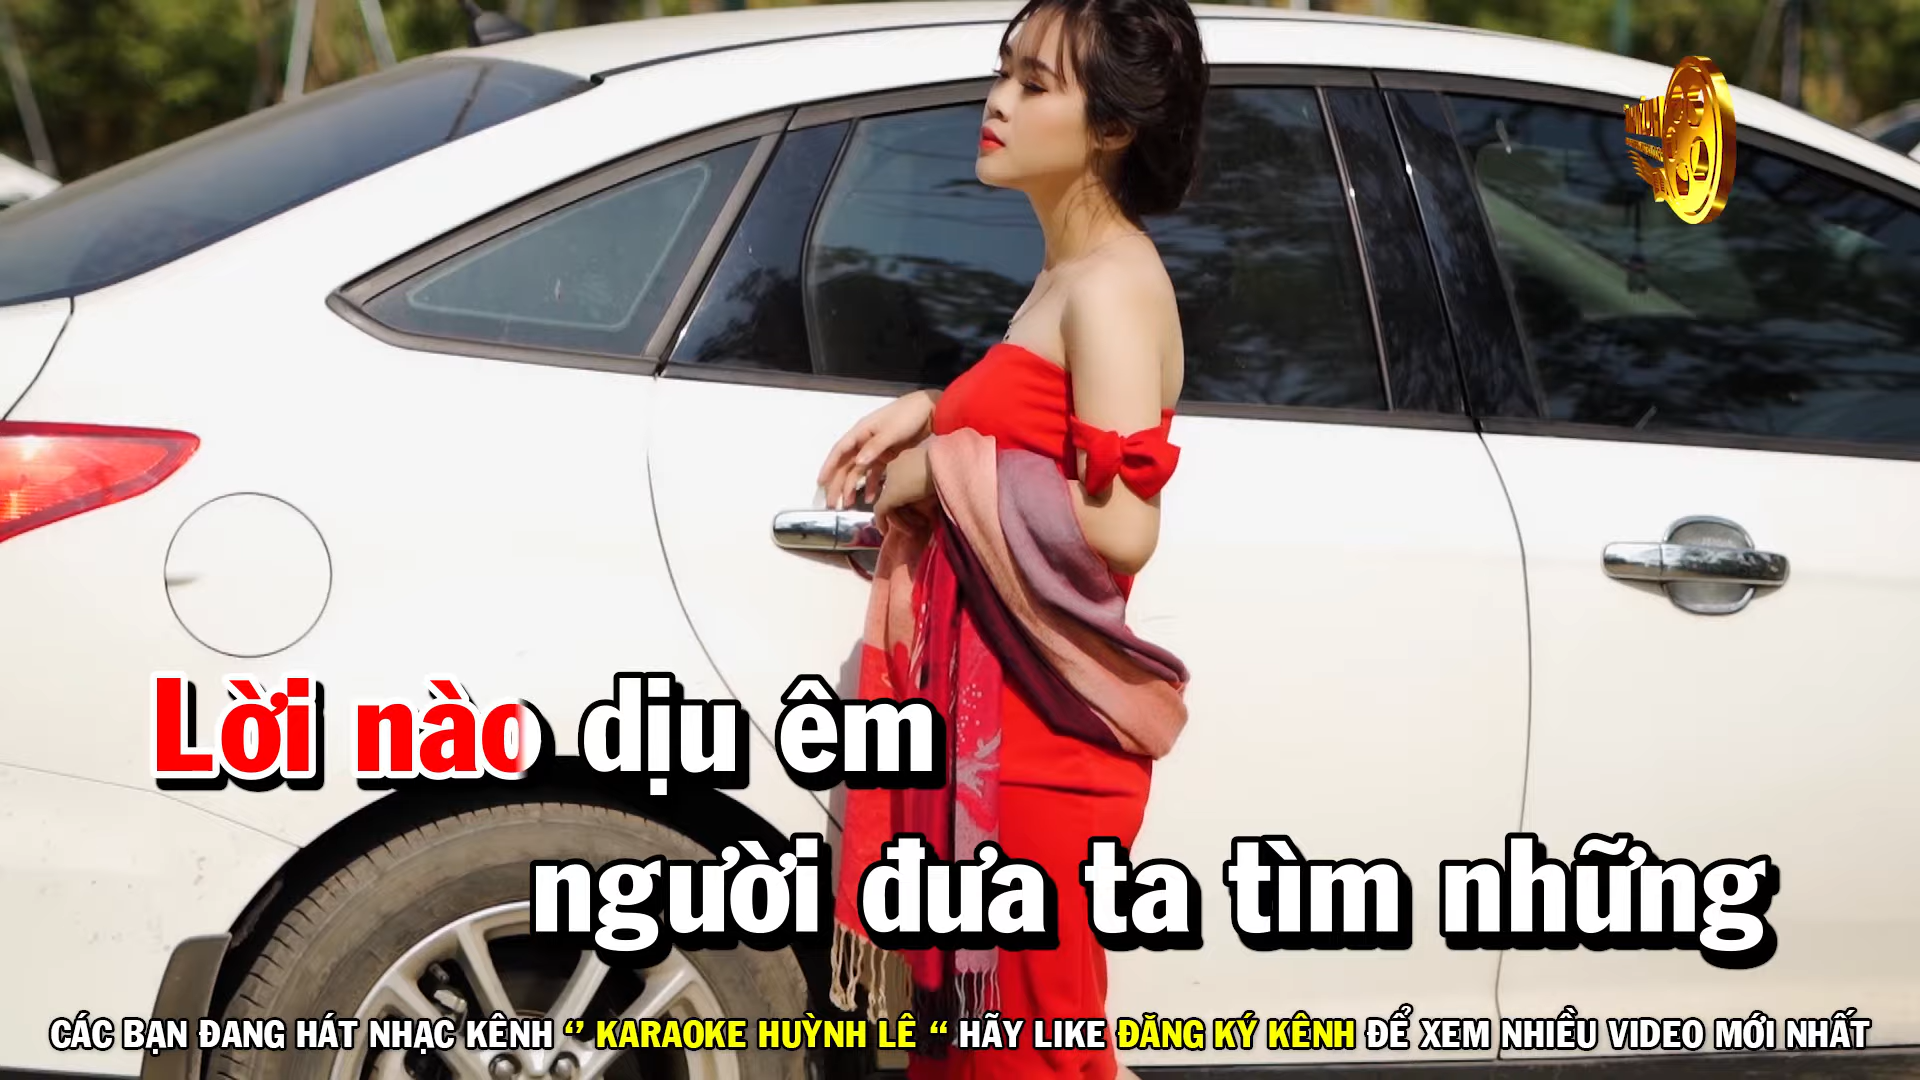 Lời nào dịu êm
người đưa ta tìm những
CÁC BẠN ĐANG HÁT NHẠC KÊNH ‘’ KARAOKE HUỲNH LÊ “ HÃY LIKE ĐĂNG KÝ KÊNH ĐỂ XEM NHIỀU VIDEO MỚI NHẤT